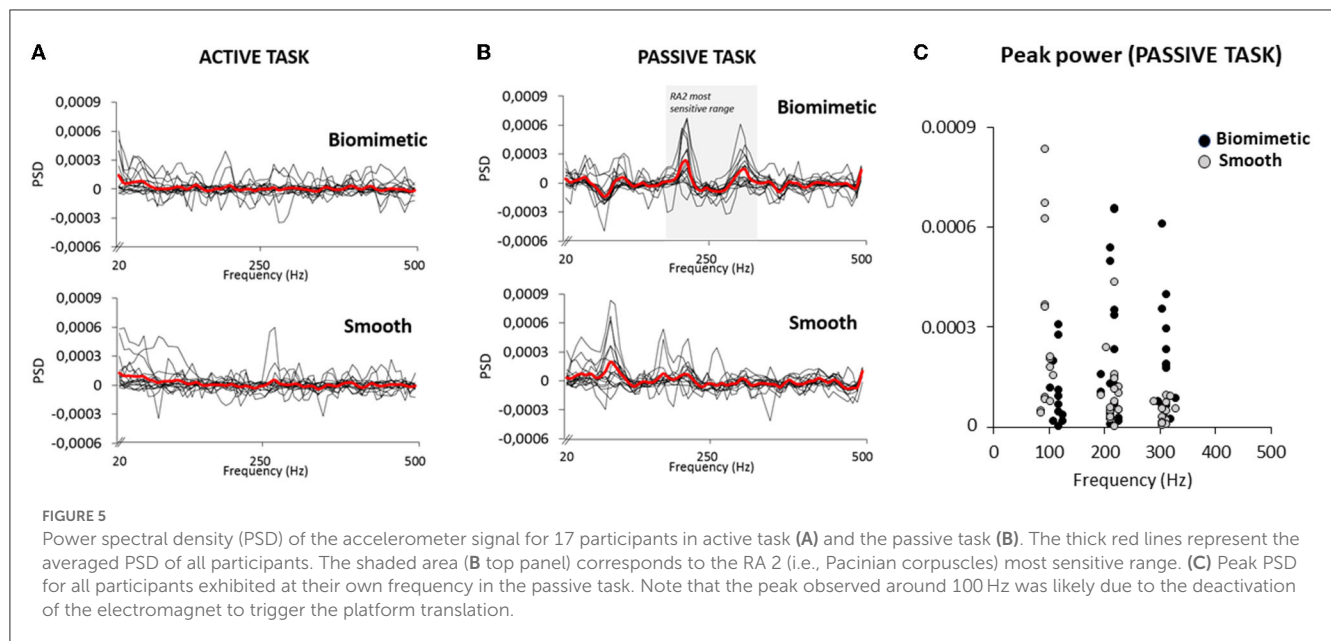 A
ACTIVE TASK
0,0009
0,0006
0,0003
0
-0,0003
-0,0006
PSD
Biomimetic
20
250
500
Frequency (Hz)
0,0009
0,0006
0,0003
0
-0,0003
-0,0006
PSD
Smooth
20
250
500
Frequency (Hz)
B
PASSIVE TASK
0,0009
0,0006
0,0003
0
-0,0003
-0,0006
PSD
RA2 most
sensitive range
Biomimetic
20
250
500
Frequency (Hz)
0,0009
0,0006
0,0003
0
-0,0003
-0,0006
PSD
Smooth
20
250
500
Frequency (Hz)
C
Peak power (PASSIVE TASK)
0.0009
0.0006
0.0003
0
Biomimetic
Smooth
0
100
200
300
400
500
Frequency (Hz)
FIGURE 5
Power spectral density (PSD) of the accelerometer signal for 17 participants in active task (A) and the passive task (B). The thick red lines represent the
averaged PSD of all participants. The shaded area (B top panel) corresponds to the RA 2 (i.e., Pacinian corpuscles) most sensitive range. (C) Peak PSD
for all participants exhibited at their own frequency in the passive task. Note that the peak observed around 100 Hz was likely due to the deactivation
of the electromagnet to trigger the platform translation.